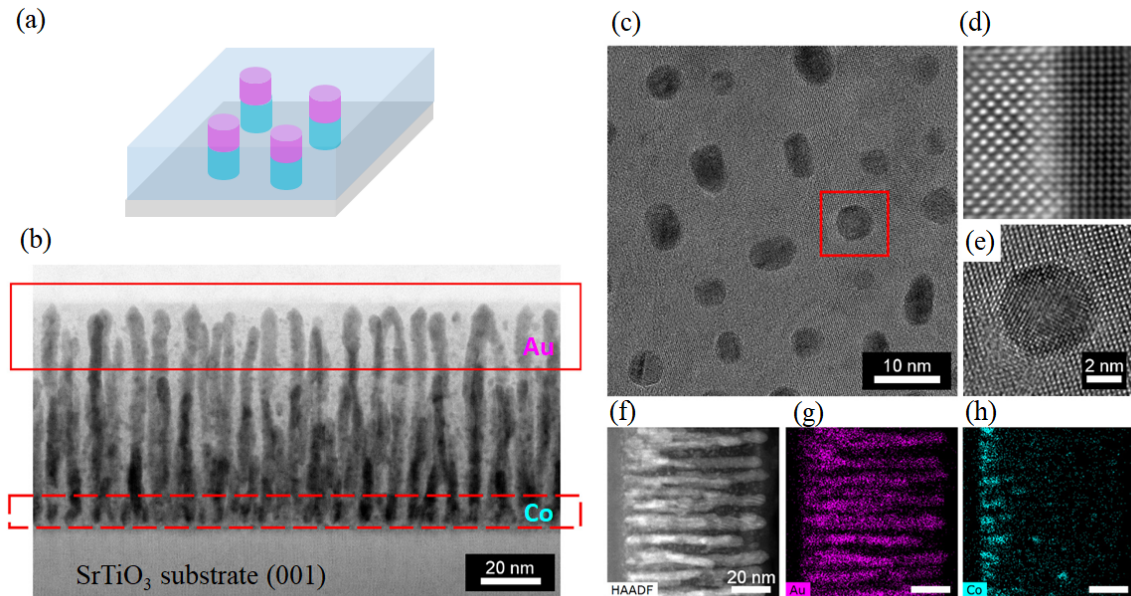 (a)
(b)
Au
Co
SrTiO₃ substrate (001)
20 nm
(c)
10 nm
(d)
(e)
2 nm
(f)
HAADF
20 nm
(g)
Au
(h)
Co